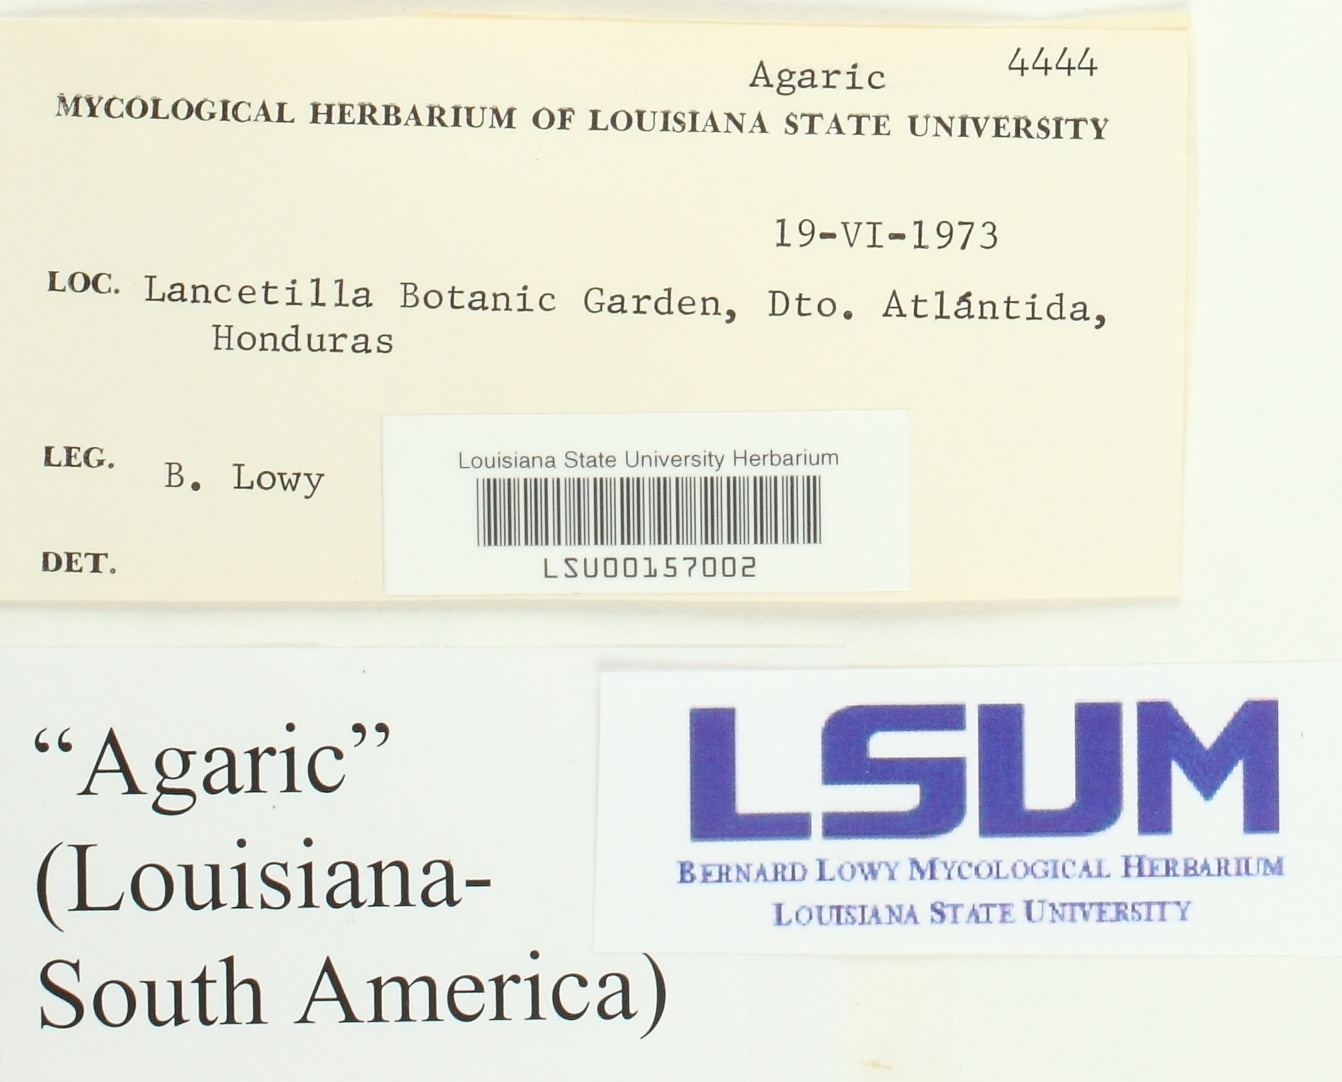 Agaric 4444
MYCOLOGICAL HERBARIUM OF LOUISIANA STATE UNIVERSITY
19-VI-1973
LOC. Lancetilla Botanic Garden, Dto. Atlántida,
Honduras
LEG. B. Lowy
DET.
Louisiana State University Herbarium
LSU00157002
“Agaric”
(Louisiana-
South America)
LSUM
BERNARD LOWY MYCOLOGICAL HERBARIUM
LOUISIANA STATE UNIVERSITY